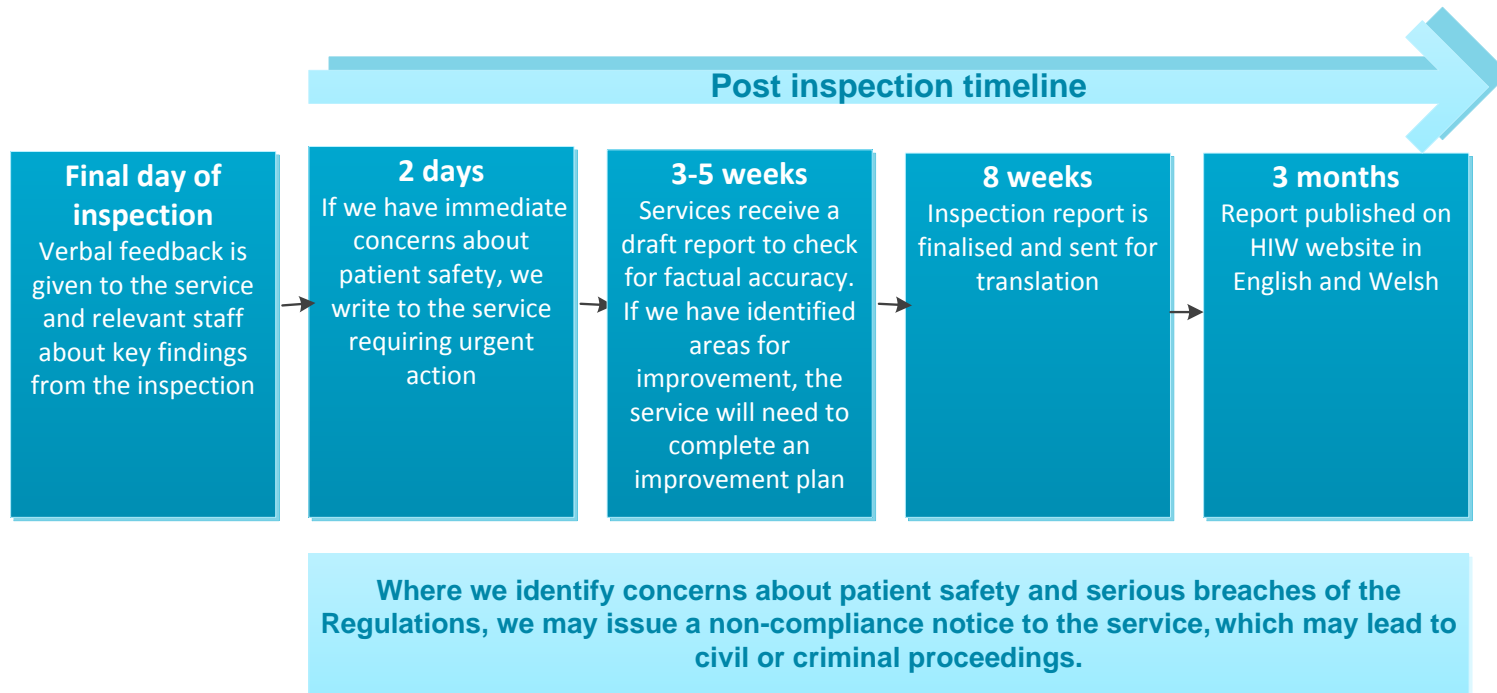 Post inspection timeline
Final day of
inspection
Verbal feedback is
given to the service
and relevant staff
about key findings
from the inspection
2 days
If we have immediate
concerns about
patient safety, we
write to the service
requiring urgent
action
3-5 weeks
Services receive a
draft report to check
for factual accuracy.
If we have identified
areas for
improvement, the
service will need to
complete an
improvement plan
8 weeks
Inspection report is
finalised and sent for
translation
3 months
Report published on
HIW website in
English and Welsh
Where we identify concerns about patient safety and serious breaches of the
Regulations, we may issue a non-compliance notice to the service, which may lead to
civil or criminal proceedings.